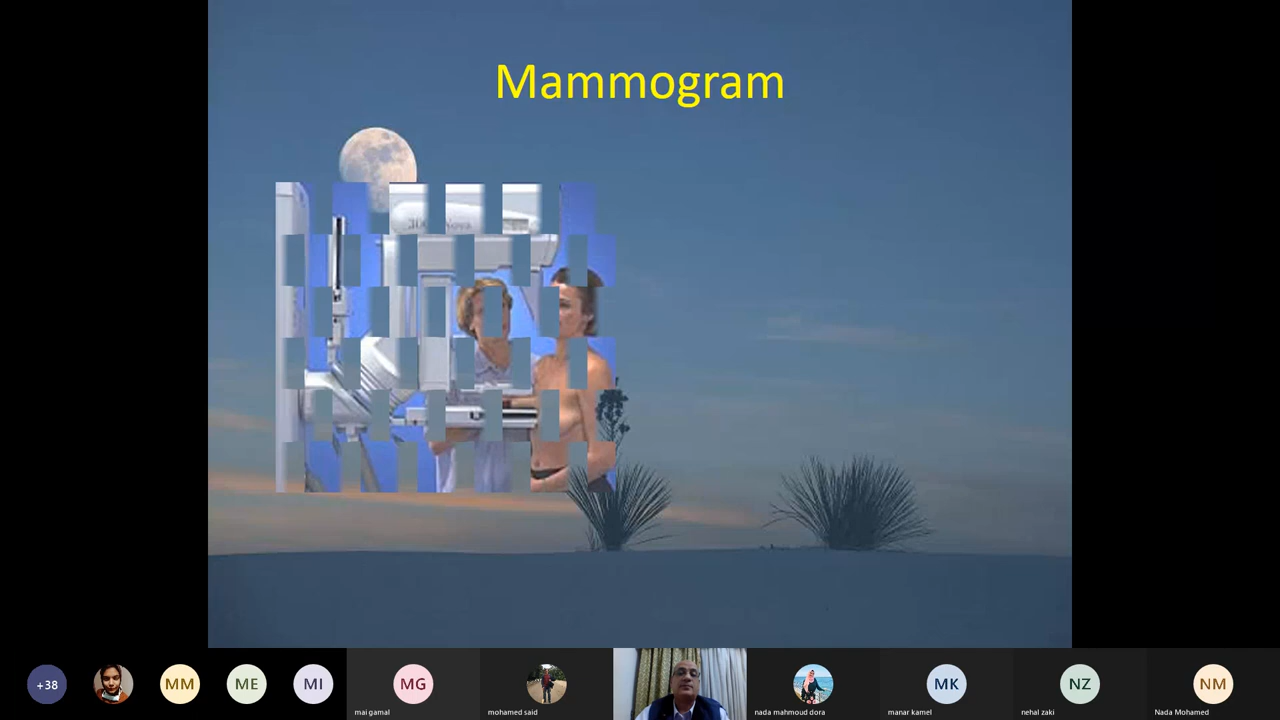 Mammogram
+38
MM
ME
MI
MG
mai gamal
mohamed said
nada mahmoud dora
MK
manar kamel
NZ
nehal zaki
NM
Nada Mohamed